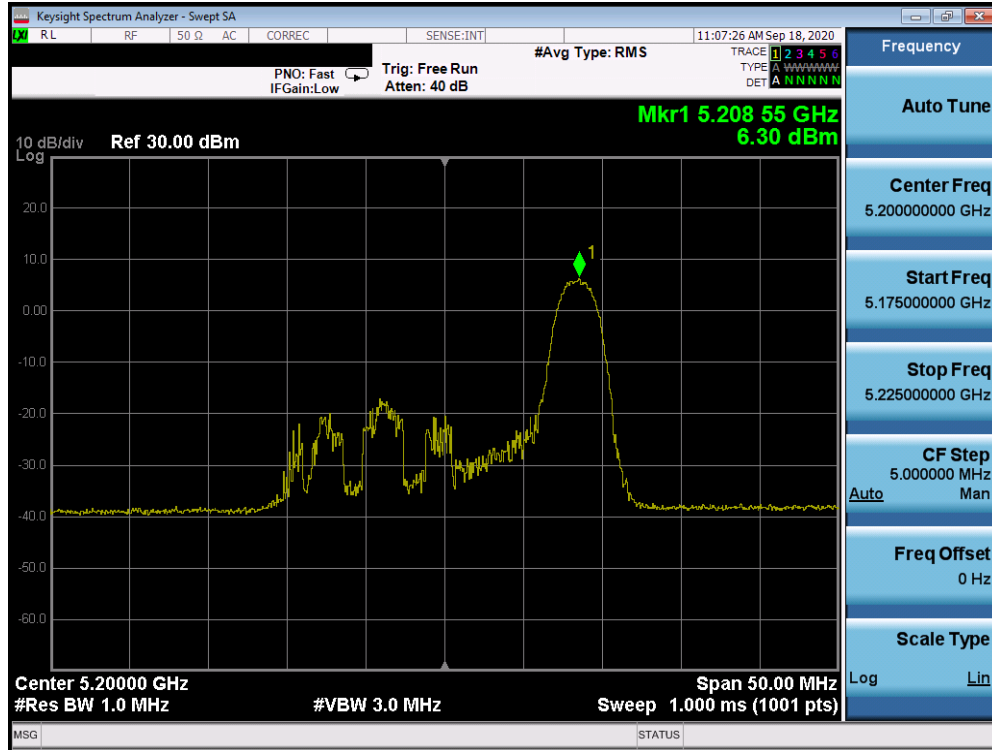 Keysight Spectrum Analyzer - Swept SA
LXI RL RF 50 Ω AC CORREC SENSE:INT 11:07:26 AM Sep 18, 2020
#Avg Type: RMS TRACE 1 2 3 4 5 6
PNO: Fast Trig: Free Run TYPE A WWWWW
IFGain:Low Atten: 40 dB DET A N N N N N
Mkr1 5.208 55 GHz
6.30 dBm
10 dB/div Ref 30.00 dBm
Log
20.0
10.0
1
0.00
-10.0
-20.0
-30.0
-40.0
-50.0
-60.0
Center 5.20000 GHz Span 50.00 MHz
#Res BW 1.0 MHz #VBW 3.0 MHz Sweep 1.000 ms (1001 pts)
MSG STATUS
Frequency
Auto Tune
Center Freq
5.200000000 GHz
Start Freq
5.175000000 GHz
Stop Freq
5.225000000 GHz
CF Step
5.000000 MHz
Auto Man
Freq Offset
0 Hz
Scale Type
Log Lin